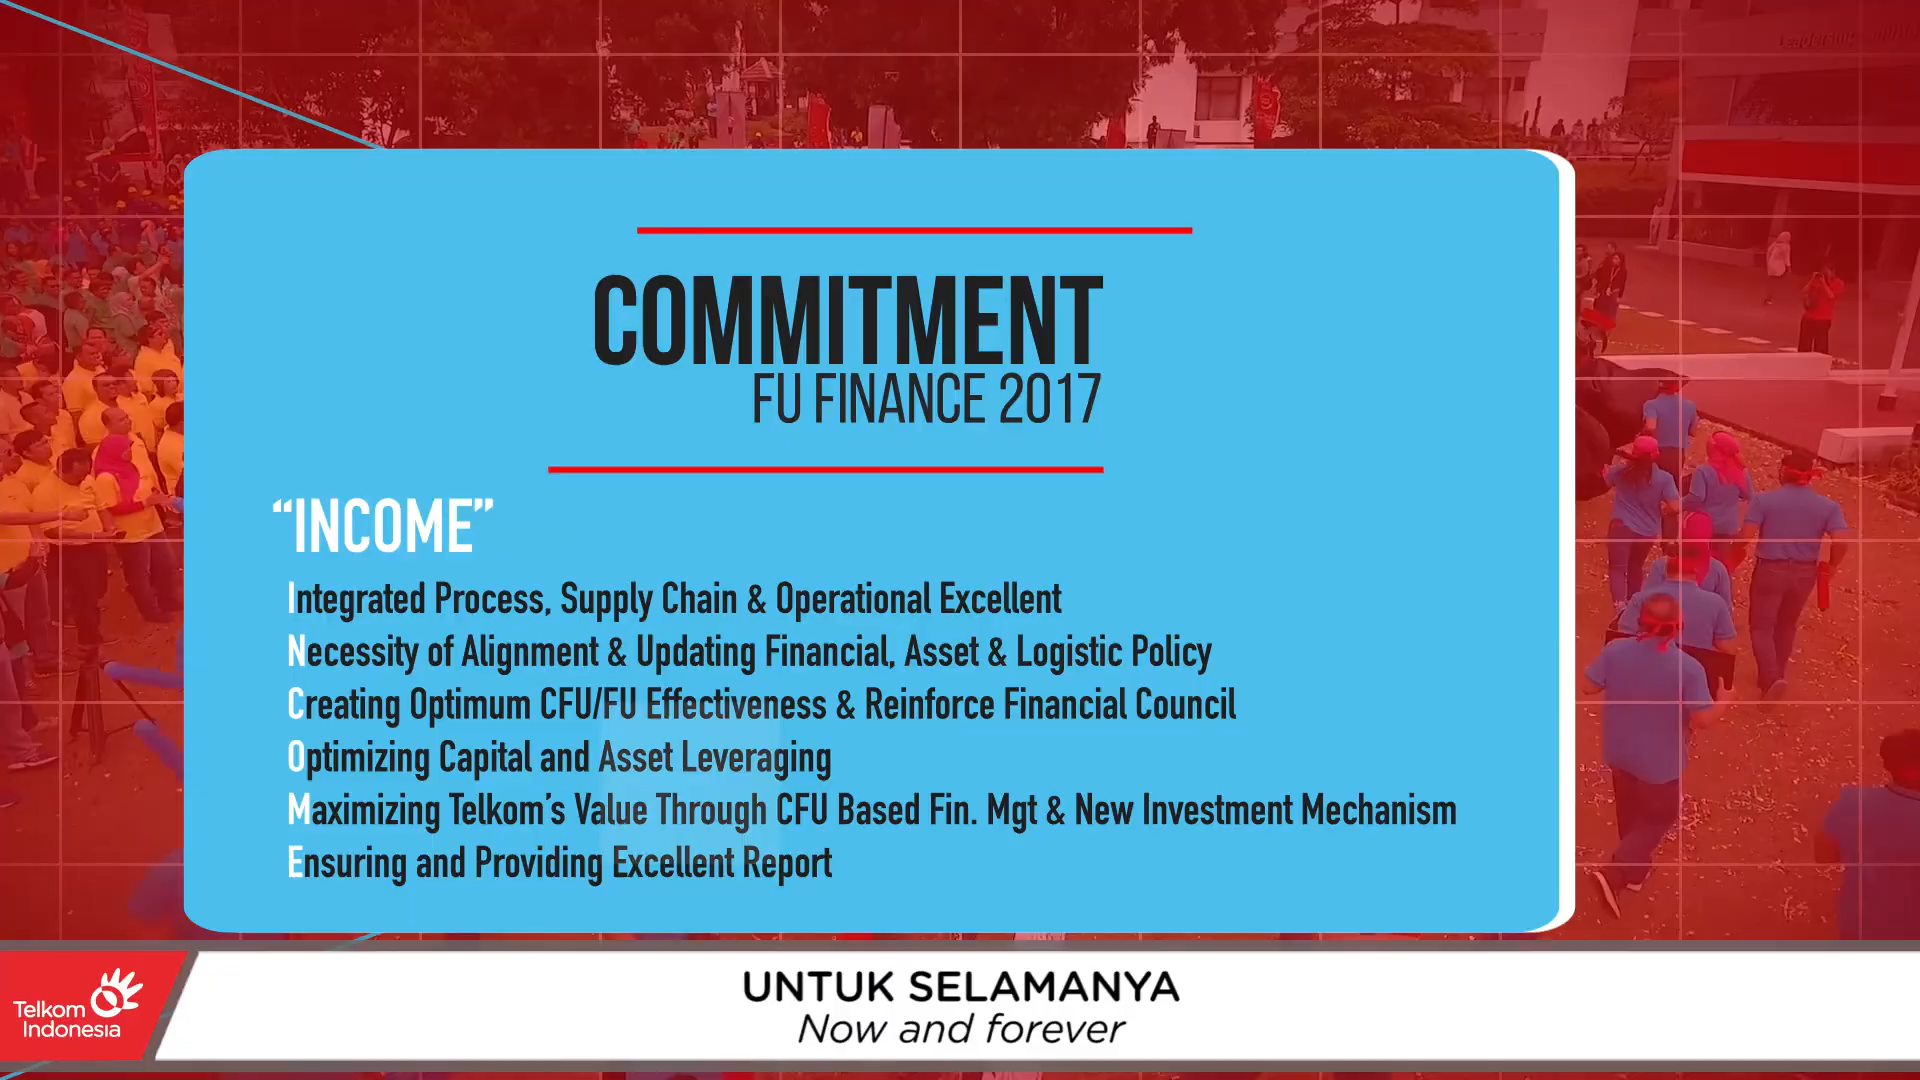 COMMITMENT
FU FINANCE 2017
“INCOME”
Integrated Process, Supply Chain & Operational Excellent
Necessity of Alignment & Updating Financial, Asset & Logistic Policy
Creating Optimum CFU/FU Effectiveness & Reinforce Financial Council
Optimizing Capital and Asset Leveraging
Maximizing Telkom’s Value Through CFU Based Fin. Mgt & New Investment Mechanism
Ensuring and Providing Excellent Report
Telkom
Indonesia
UNTUK SELAMANYA
Now and forever